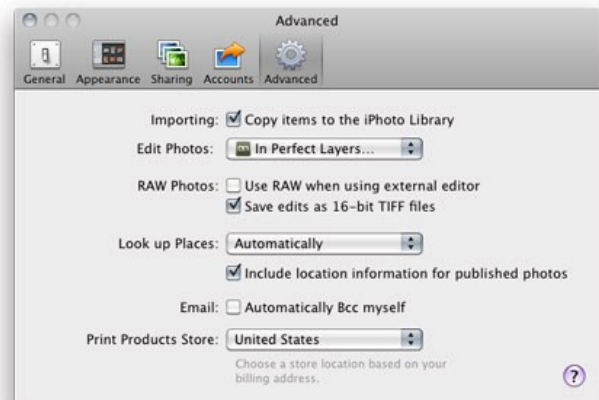 Advanced
General Appearance Sharing Accounts Advanced
Importing: Copy items to the iPhoto Library
Edit Photos: In Perfect Layers...
RAW Photos: Use RAW when using external editor
Save edits as 16-bit TIFF files
Look up Places: Automatically
Include location information for published photos
Email: Automatically Bcc myself
Print Products Store: United States
Choose a store location based on your
billing address.
?